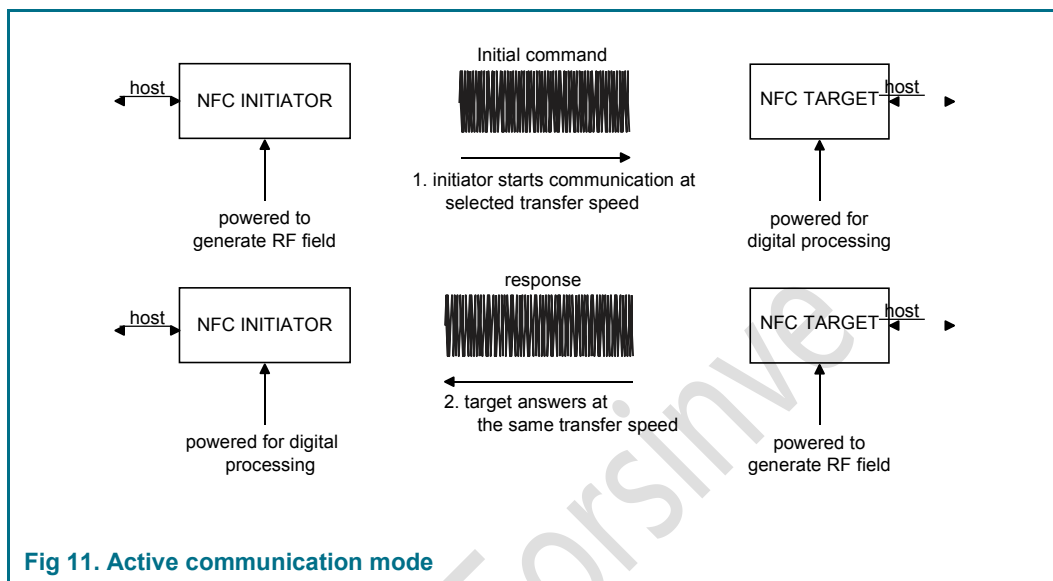 Initial command
host
NFC INITIATOR
NFC TARGET
host
1. initiator starts communication at
selected transfer speed
powered to
generate RF field
powered for
digital processing
response
host
NFC INITIATOR
NFC TARGET
host
2. target answers at
the same transfer speed
powered for digital
processing
powered to
generate RF field
Forsinve
Fig 11. Active communication mode